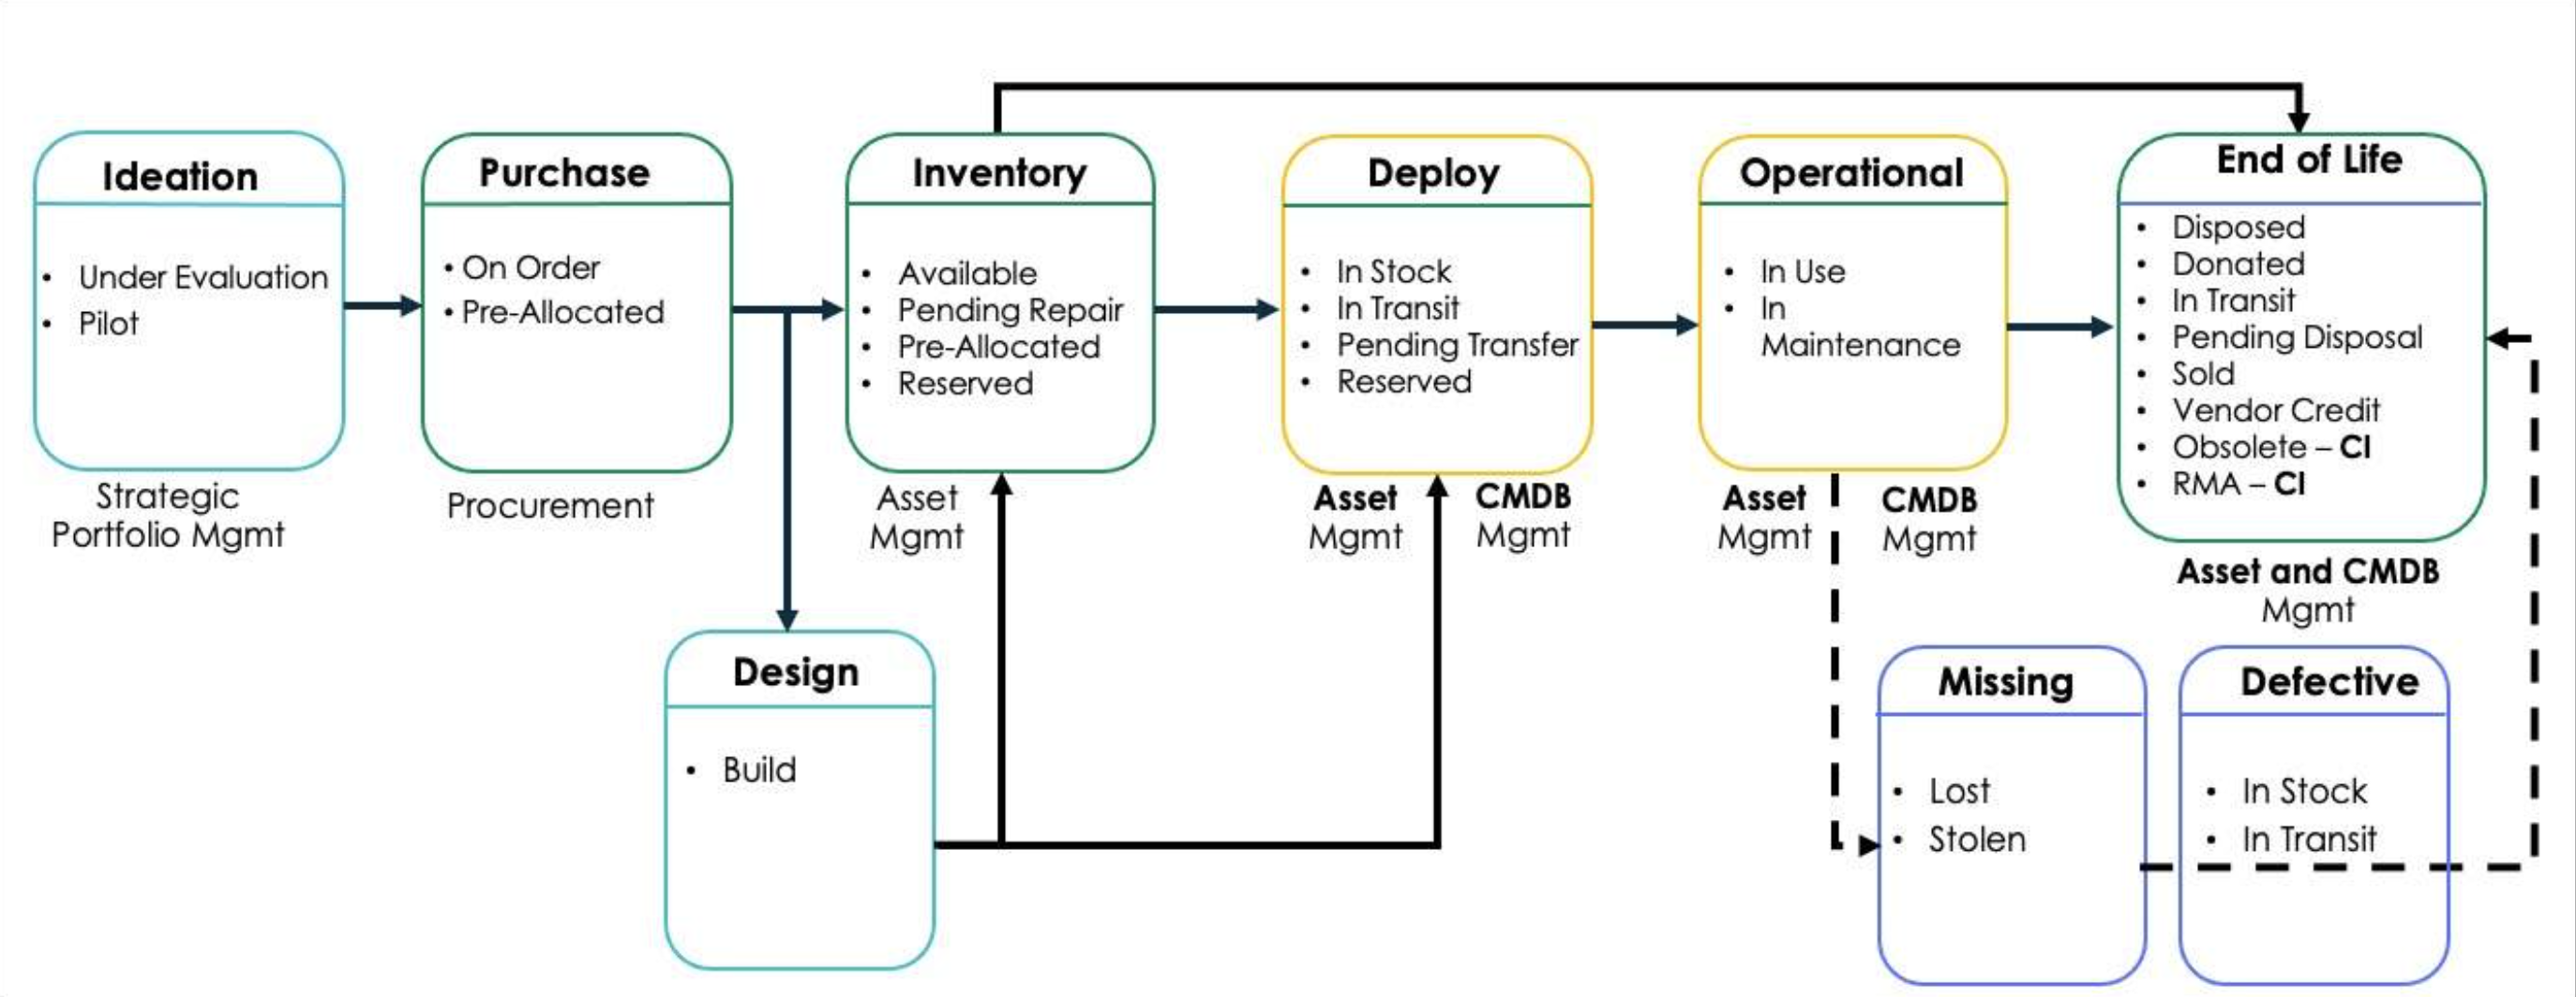 Ideation
• Under Evaluation
• Pilot
Strategic
Portfolio Mgmt
Purchase
• On Order
• Pre-Allocated
Procurement
Inventory
• Available
• Pending Repair
• Pre-Allocated
• Reserved
Asset
Mgmt
Deploy
• In Stock
• In Transit
• Pending Transfer
• Reserved
Asset
Mgmt
CMDB
Mgmt
Operational
• In Use
• In
Maintenance
Asset
Mgmt
CMDB
Mgmt
End of Life
• Disposed
• Donated
• In Transit
• Pending Disposal
• Sold
• Vendor Credit
• Obsolete – CI
• RMA – CI
Asset and CMDB
Mgmt
Design
• Build
Missing
• Lost
• Stolen
Defective
• In Stock
• In Transit